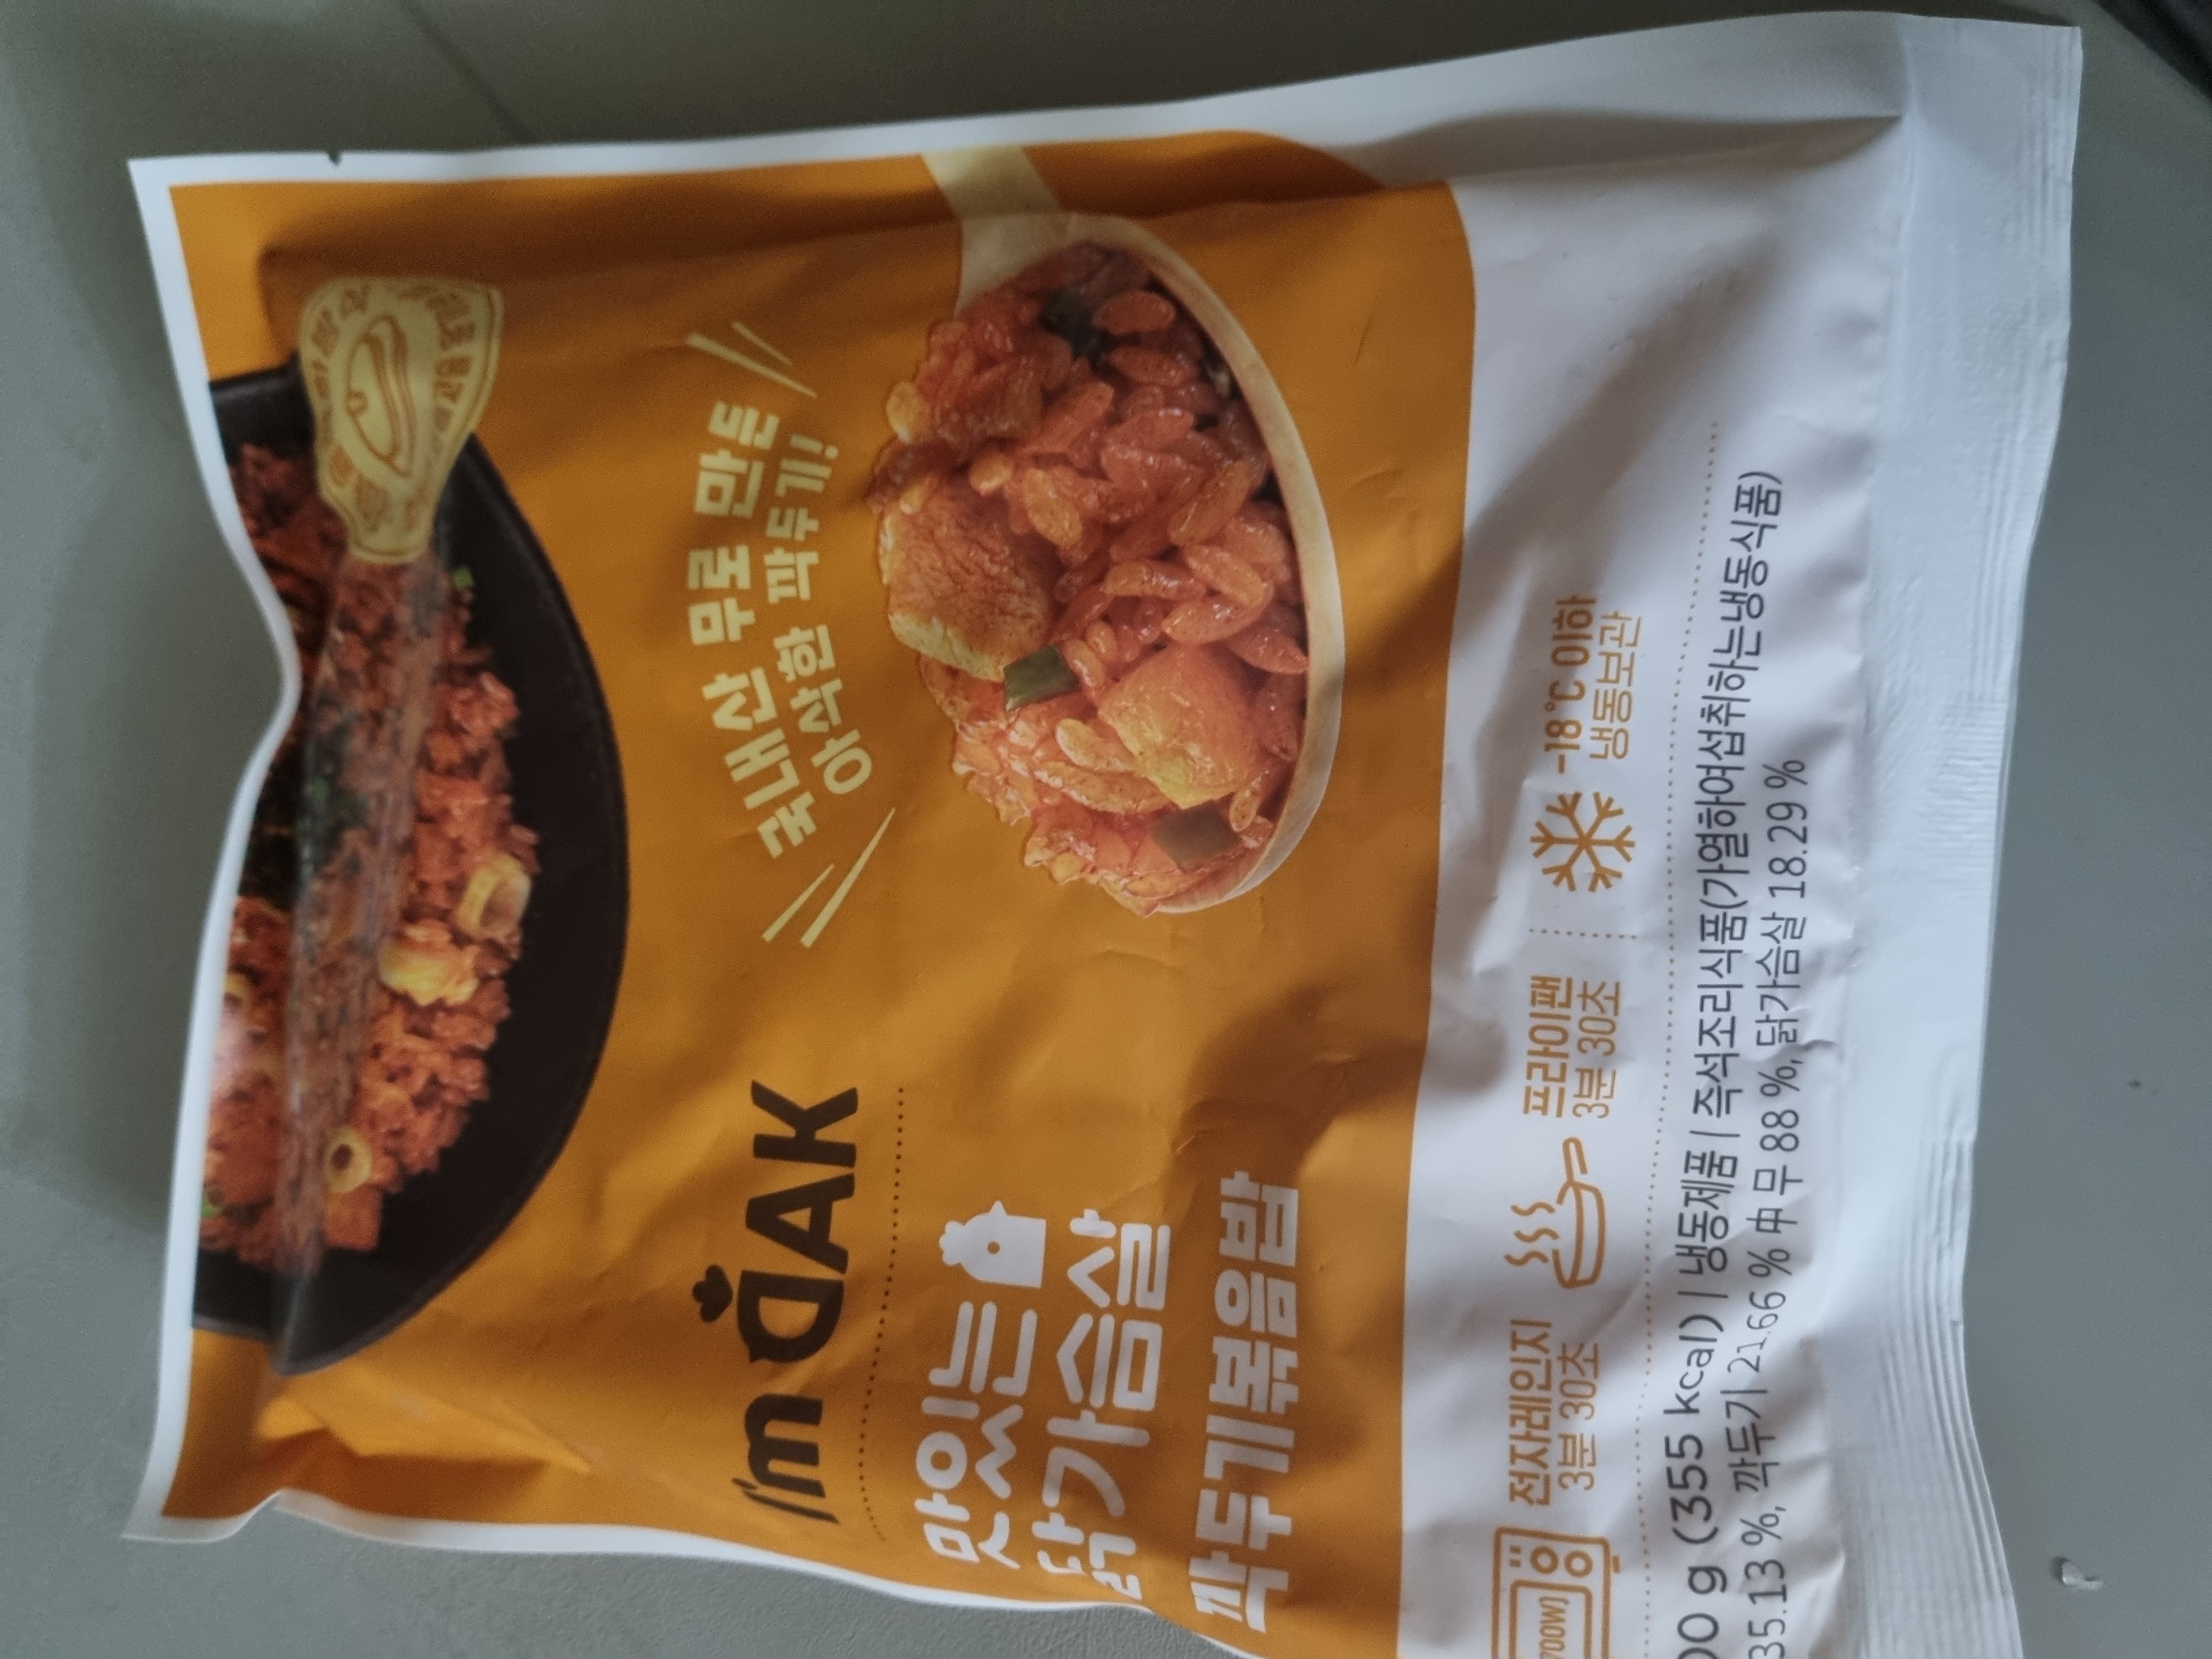 I'm DAK
맛있는
닭가슴살
깍두기볶음밥
국내산 무로 만든
아삭한 깍두기!
전자레인지
3분 30초
프라이팬
3분 30초
-18℃ 이하
냉동보관
g (355 kcal) | 냉동제품 | 즉석조리식품(가열하여섭취하는냉동식품)
35.13 %, 깍두기 21.66 % 中 무 88 %, 닭가슴살 18.29 %